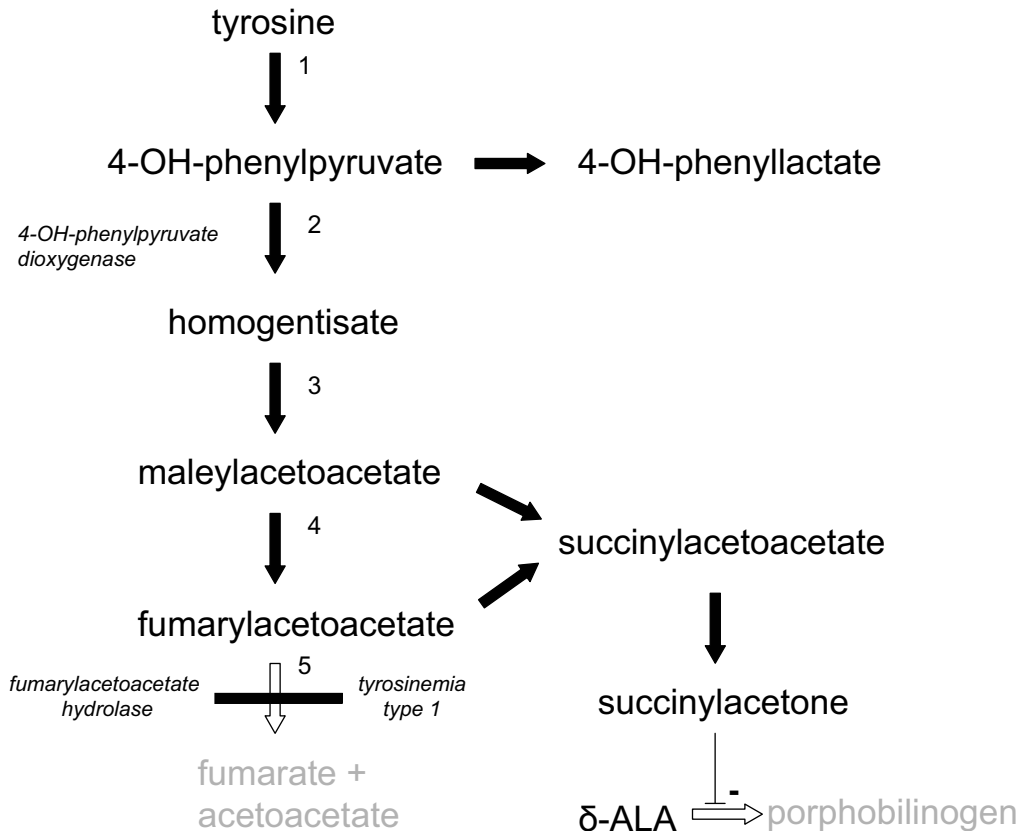 tyrosine
1
4-OH-phenylpyruvate
4-OH-phenyllactate
2
4-OH-phenylpyruvate
dioxygenase
homogentisate
3
maleylacetoacetate
4
succinylacetoacetate
fumarylacetoacetate
5
fumarylacetoacetate
hydrolase
tyrosinemia
type 1
succinylacetone
fumarate +
acetoacetate
-
δ-ALA
porphobilinogen